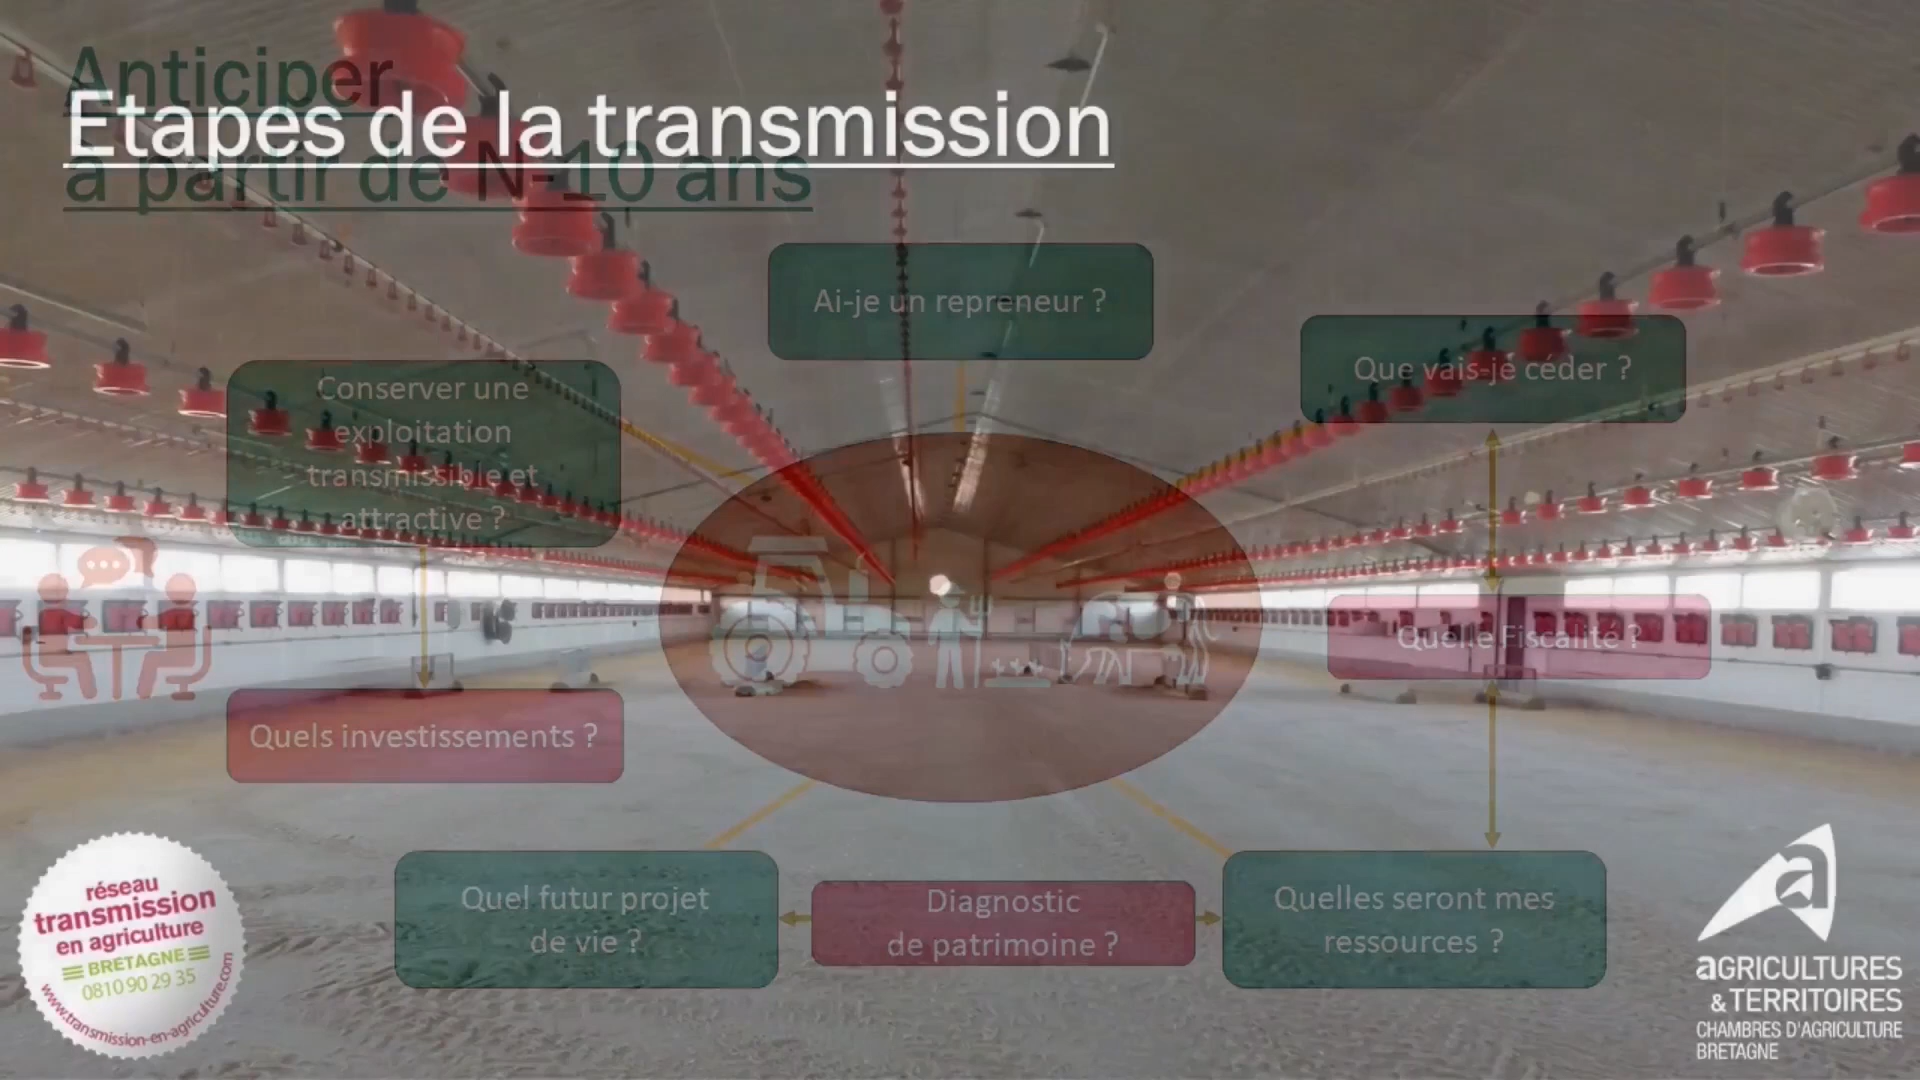 Anticiper
Etapes de la transmission
à partir de N-10 ans
Ai-je un repreneur ?
Que vais-je céder ?
Conserver une
exploitation
transmissible et
attractive ?
Quelle Fiscalité ?
Quels investissements ?
Quel futur projet
de vie ?
Diagnostic
de patrimoine ?
Quelles seront mes
ressources ?
réseau
transmission
en agriculture
BRETAGNE
0810 90 29 35
www.transmission-en-agriculture.com
aGRICULTURES
& TERRITOIRES
CHAMBRES D'AGRICULTURE
BRETAGNE